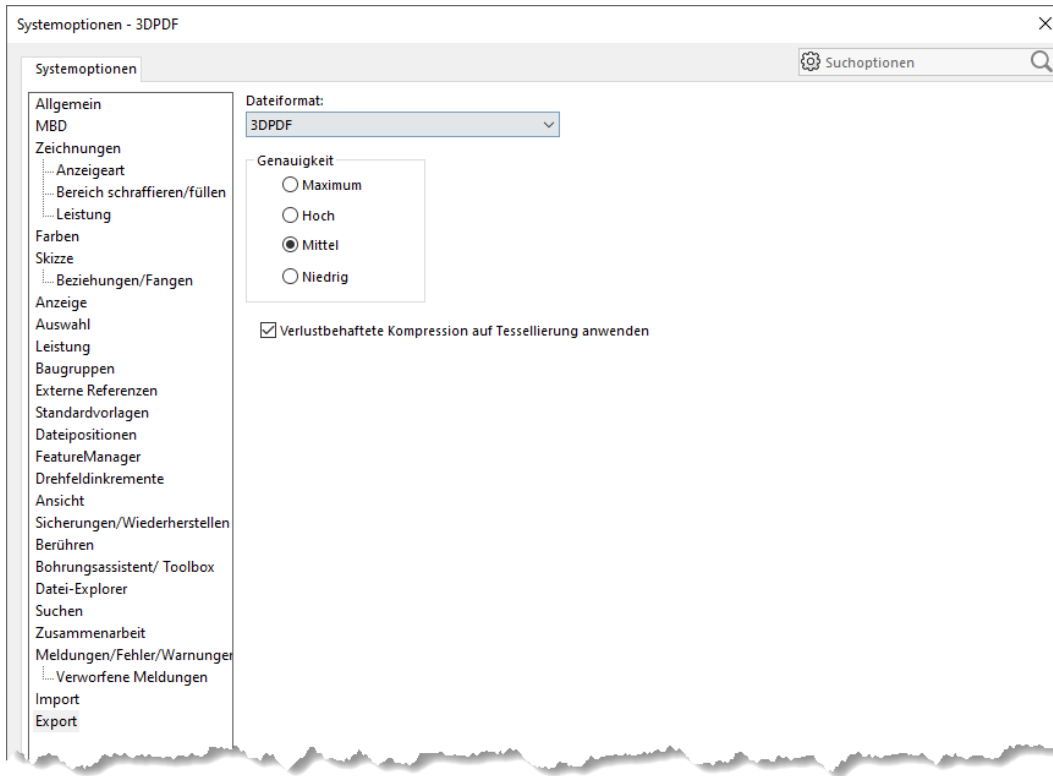 Systemoptionen - 3DPDF
Systemoptionen
Suchoptionen
Allgemein
MBD
Zeichnungen
Anzeigeart
Bereich schraffieren/füllen
Leistung
Farben
Skizze
Beziehungen/Fangen
Anzeige
Auswahl
Leistung
Baugruppen
Externe Referenzen
Standardvorlagen
Dateipositionen
FeatureManager
Drehfeldinkremente
Ansicht
Sicherungen/Wiederherstellen
Berühren
Bohrungsassistent/ Toolbox
Datei-Explorer
Suchen
Zusammenarbeit
Meldungen/Fehler/Warnunger
Verworfene Meldungen
Import
Export
Dateiformat:
3DPDF
Genauigkeit
Maximum
Hoch
Mittel
Niedrig
Verlustbehaftete Kompression auf Tessellierung anwenden